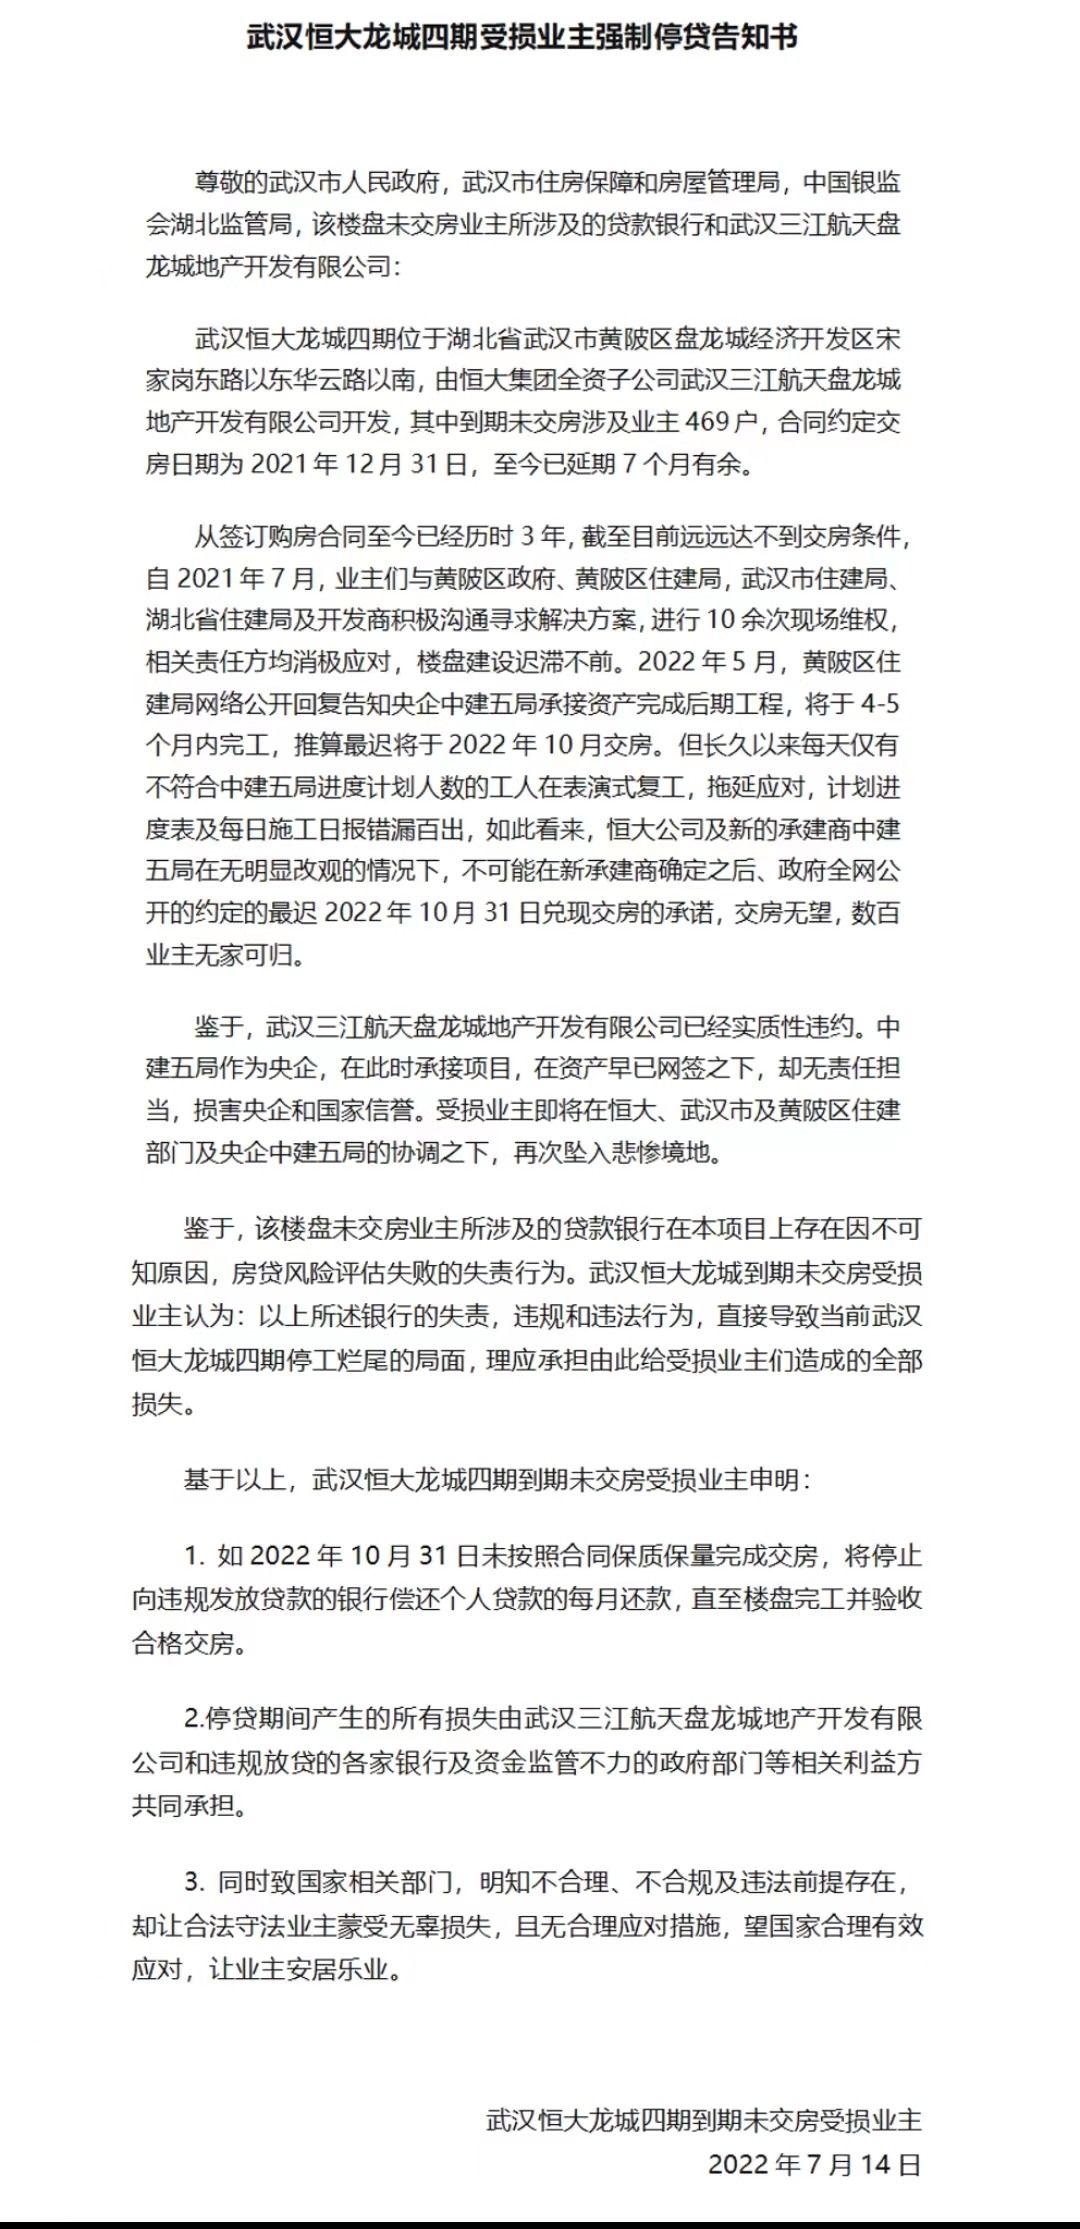 武汉恒大龙城四期受损业主强制停贷告知书
尊敬的武汉市人民政府，武汉市住房保障和房屋管理局，中国银监
会湖北监管局，该楼盘未交房业主所涉及的贷款银行和武汉三江航天盘
龙城地产开发有限公司：
武汉恒大龙城四期位于湖北省武汉市黄陂区盘龙城经济开发区宋
家岗东路以东华云路以南，由恒大集团全资子公司武汉三江航天盘龙城
地产开发有限公司开发，其中到期未交房涉及业主 469 户，合同约定交
房日期为 2021 年 12 月 31 日，至今已延期 7 个月有余。
从签订购房合同至今已经历时 3 年，截至目前远远达不到交房条件，
自 2021 年 7 月，业主们与黄陂区政府、黄陂区住建局，武汉市住建局、
湖北省住建局及开发商积极沟通寻求解决方案，进行 10 余次现场维权，
相关责任方均消极应对，楼盘建设迟滞不前。2022 年 5 月，黄陂区住
建局网络公开回复告知央企中建五局承接资产完成后期工程，将于 4-5
个月内完工，推算最迟将于 2022 年 10 月交房。但长久以来每天仅有
不符合中建五局进度计划人数的工人在表演式复工，拖延应对，计划进
度表及每日施工日报错漏百出，如此看来，恒大公司及新的承建商中建
五局在无明显改观的情况下，不可能在新承建商确定之后、政府全网公
开的约定的最迟 2022 年 10 月 31 日兑现交房的承诺，交房无望，数百
业主无家可归。
鉴于，武汉三江航天盘龙城地产开发有限公司已经实质性违约。中
建五局作为央企，在此时承接项目，在资产早已网签之下，却无责任担
当，损害央企和国家信誉。受损业主即将在恒大、武汉市及黄陂区住建
部门及央企中建五局的协调之下，再次坠入悲惨境地。
鉴于，该楼盘未交房业主所涉及的贷款银行在本项目上存在因不可
知原因，房贷风险评估失败的失责行为。武汉恒大龙城到期未交房受损
业主认为：以上所述银行的失责，违规和违法行为，直接导致当前武汉
恒大龙城四期停工烂尾的局面，理应承担由此给受损业主们造成的全部
损失。
基于以上，武汉恒大龙城四期到期未交房受损业主申明：
1. 如 2022 年 10 月 31 日未按照合同保质保量完成交房，将停止
向违规发放贷款的银行偿还个人贷款的每月还款，直至楼盘完工并验收
合格交房。
2.停贷期间产生的所有损失由武汉三江航天盘龙城地产开发有限
公司和违规放贷的各家银行及资金监管不力的政府部门等相关利益方
共同承担。
3. 同时致国家相关部门，明知不合理、不合规及违法前提存在，
却让合法守法业主蒙受无辜损失，且无合理应对措施，望国家合理有效
应对，让业主安居乐业。
武汉恒大龙城四期到期未交房受损业主
2022 年 7 月 14 日